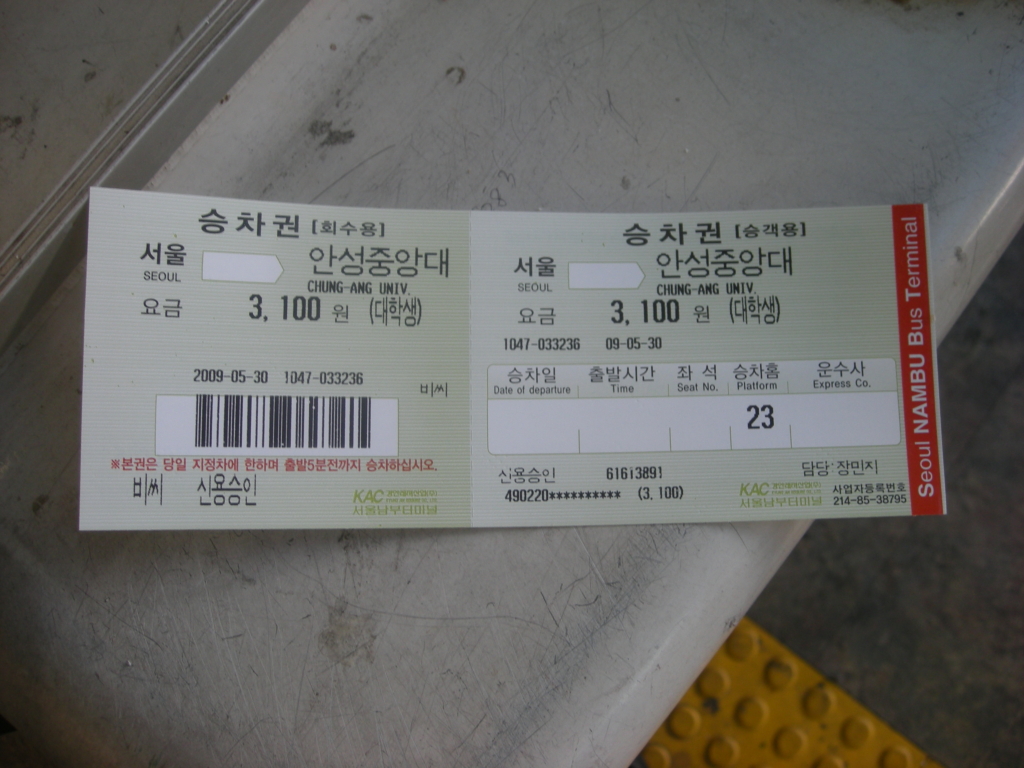 승차권 [회수용]
서울 안성중앙대
SEOUL CHUNG-ANG UNIV.
요금 3,100 원 (대학생)
2009-05-30 1047-033236
비씨
※본권은 당일 지정차에 한하며 출발5분전까지 승차하십시오.
비씨 신용승인
KAC
서울남부터미널
승차권 [승객용]
서울 안성중앙대
SEOUL CHUNG-ANG UNIV.
요금 3,100 원 (대학생)
1047-033236 09-05-30
승차일 출발시간 좌석 승차홈 운수사
Date of departure Time Seat No. Platform Express Co.
23
신용승인 61613891 담당:장민지
490220********** (3,100)
KAC
서울남부터미널
사업자등록번호
214-85-38795
Seoul NAMBU Bus Terminal